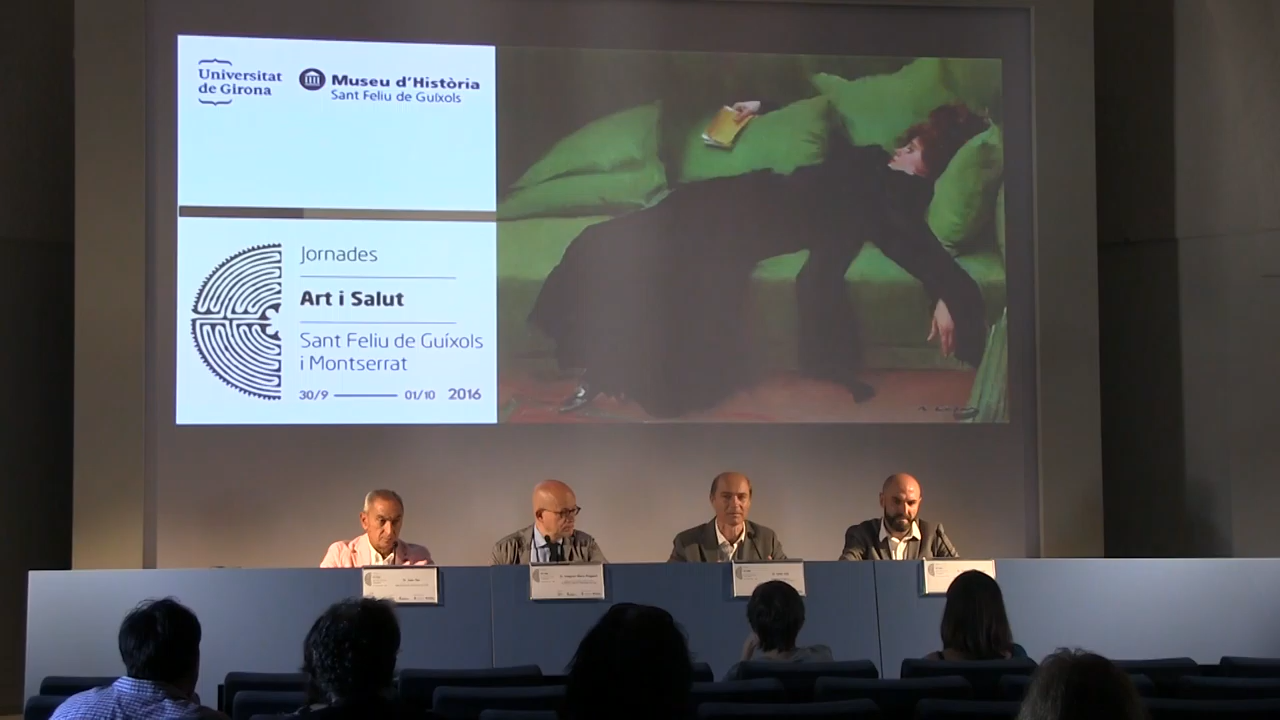 Universitat
de Girona
Museu d'Història
Sant Feliu de Guíxols
Jornades
Art i Salut
Sant Feliu de Guíxols
i Montserrat
30/9 01/10 2016